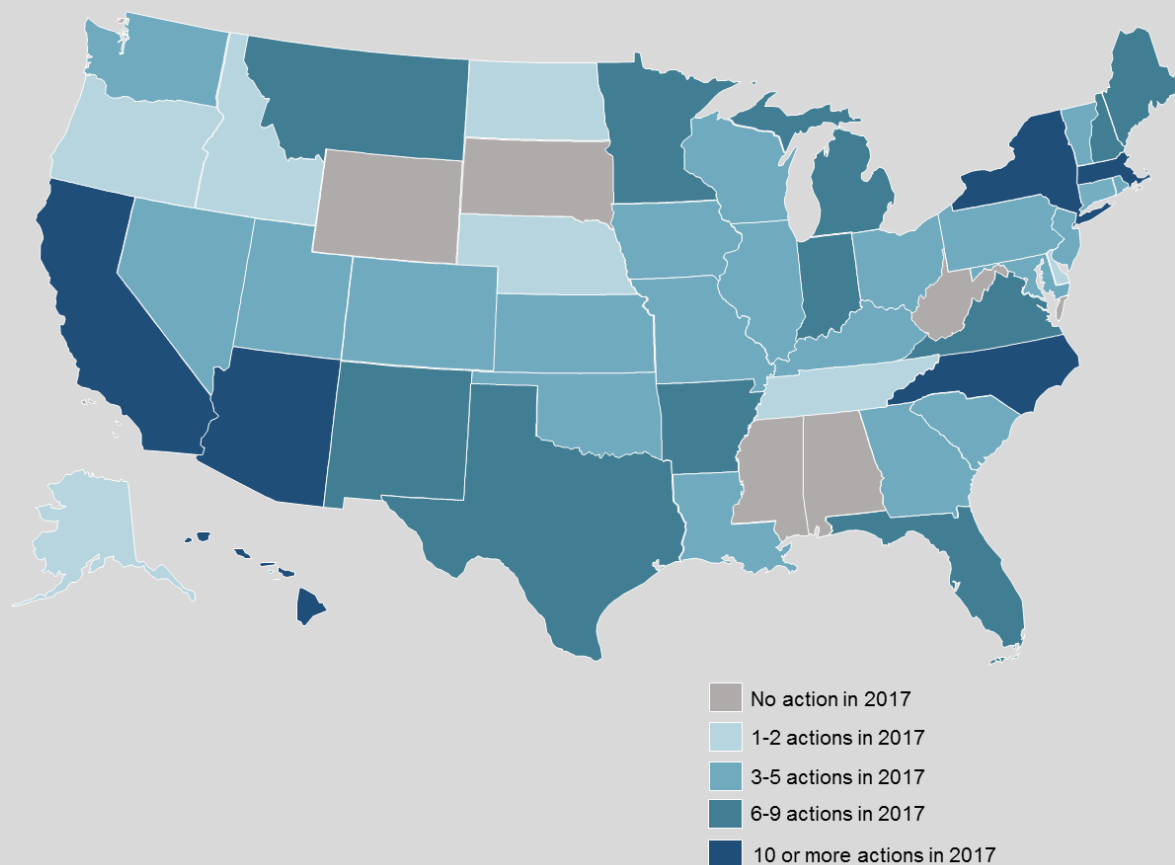 No action in 2017
1-2 actions in 2017
3-5 actions in 2017
6-9 actions in 2017
10 or more actions in 2017